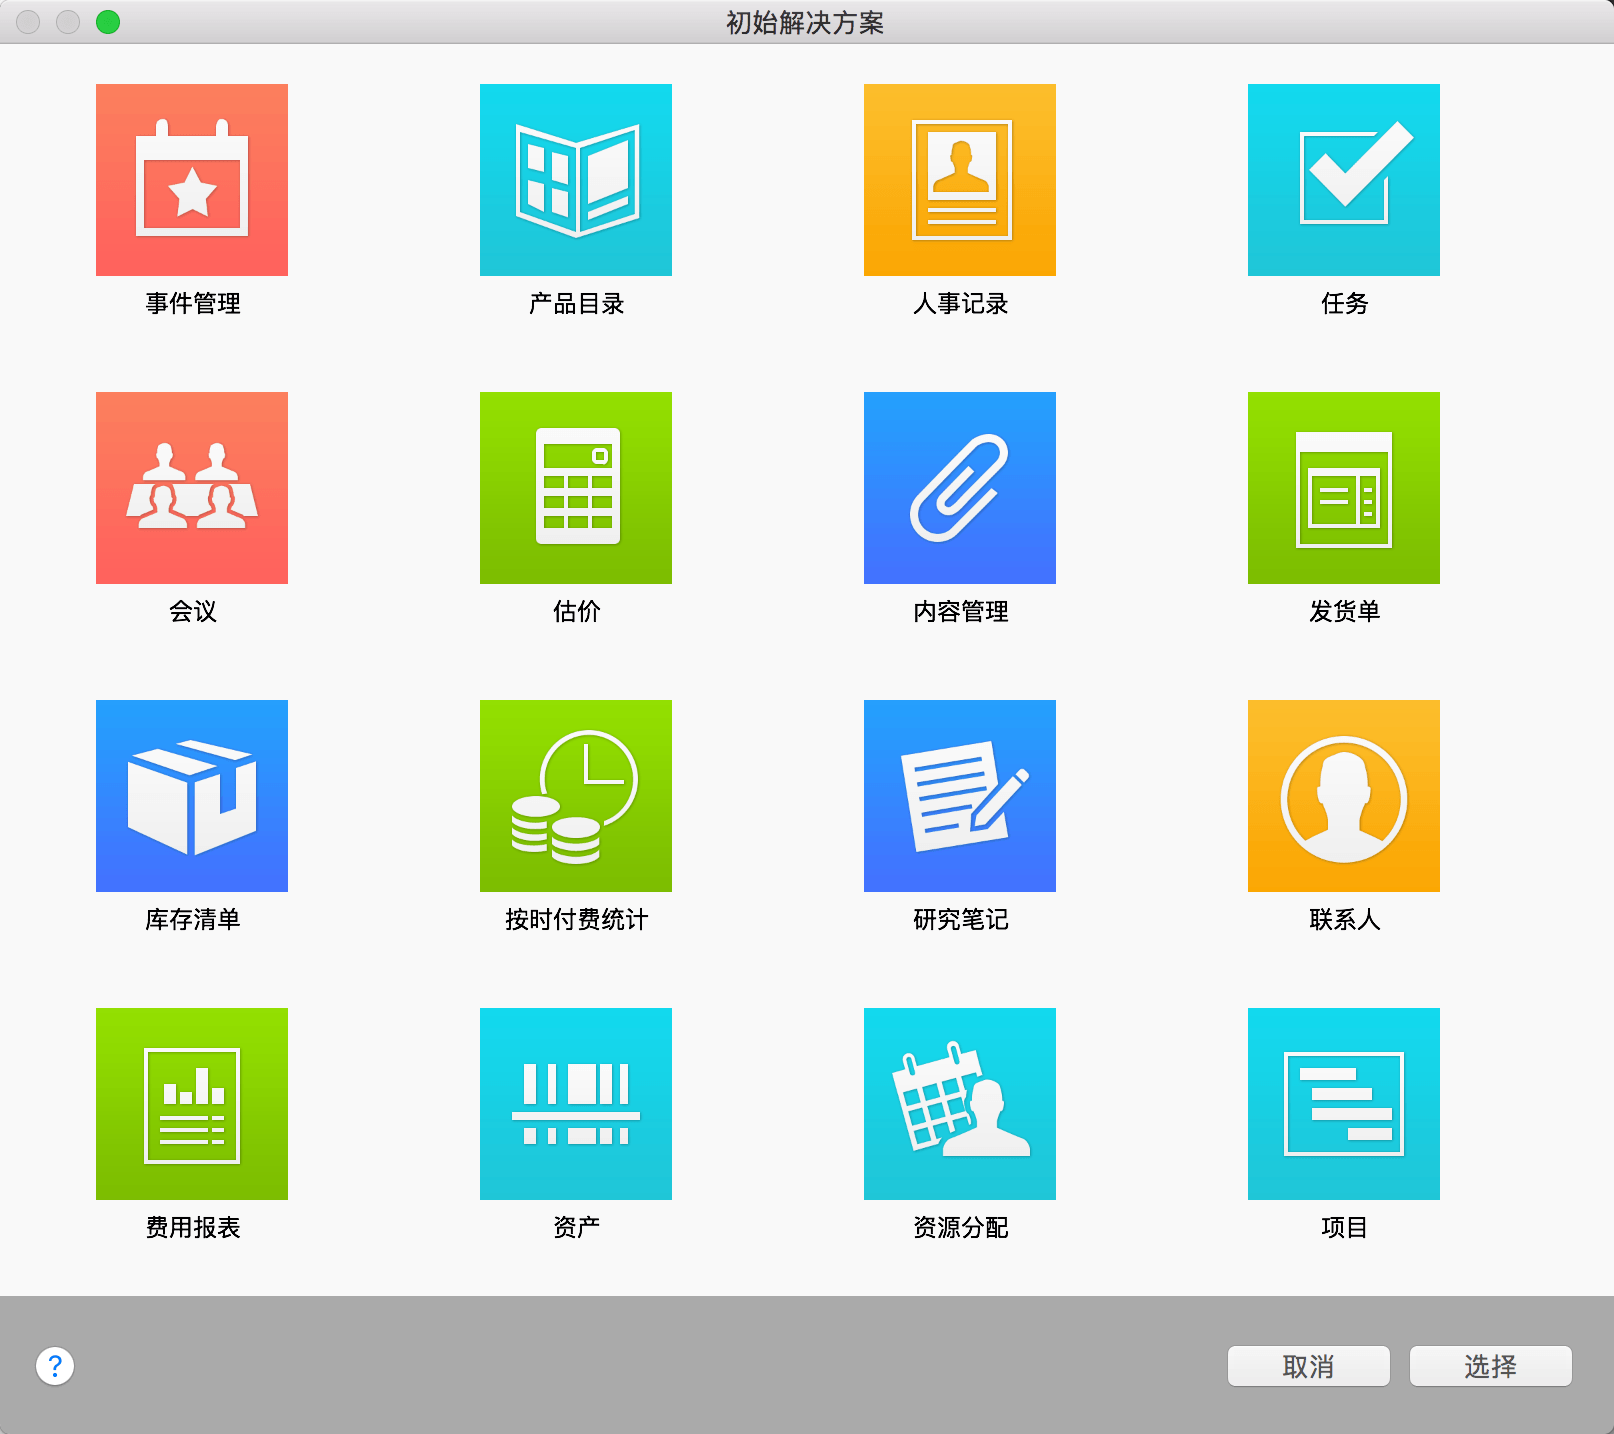 初始解决方案
事件管理
产品目录
人事记录
任务
会议
估价
内容管理
发货单
库存清单
按时付费统计
研究笔记
联系人
费用报表
资产
资源分配
项目
?
取消
选择